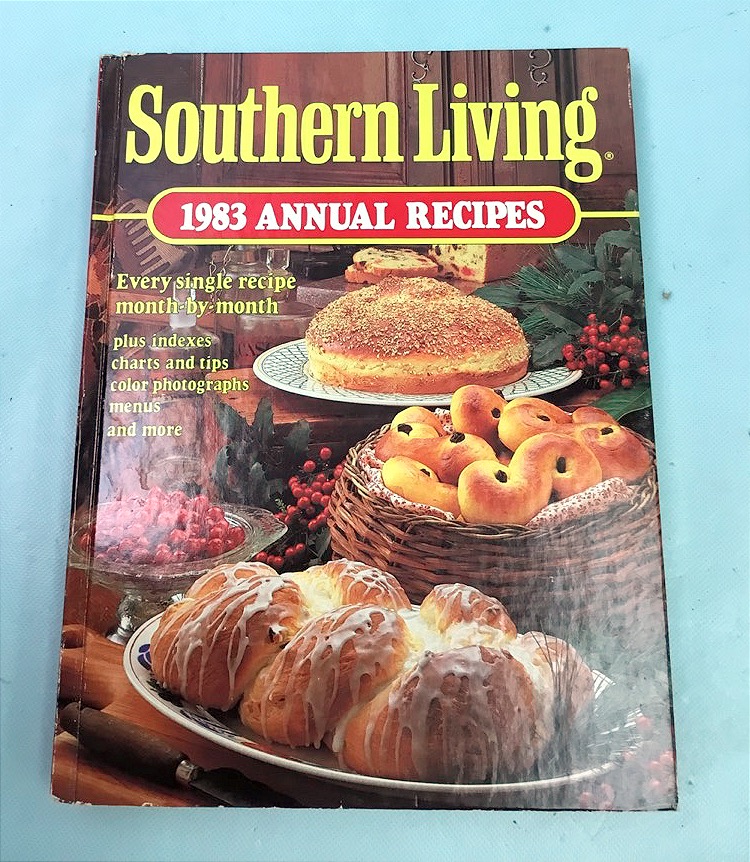 Southern Living®
1983 ANNUAL RECIPES
Every single recipe
month-by-month
plus indexes
charts and tips
color photographs
menus
and more